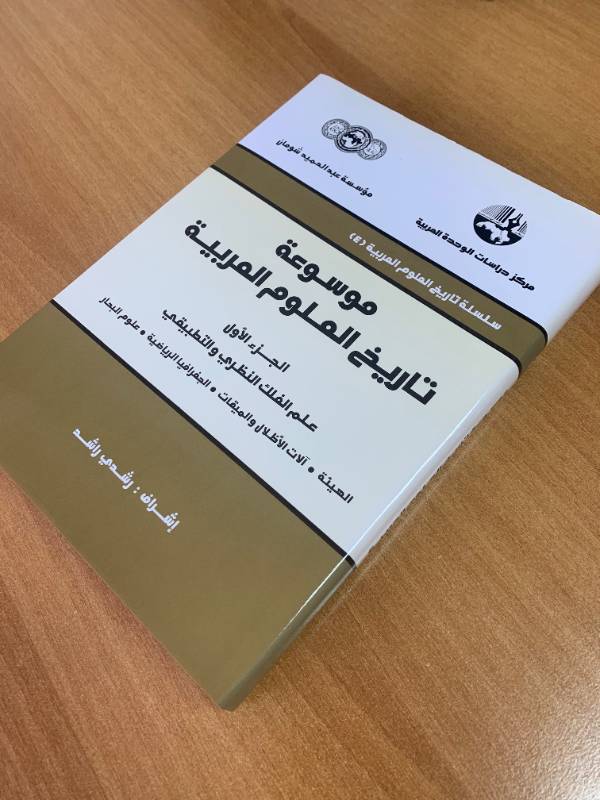 مؤسسة عبد الحميد شومان
مركز دراسات الوحدة العربية
سلسلة تاريخ العلوم العربية (٤)
موسوعة
تاريخ العلوم العربية
الجزء الأول
علم الفلك النظري والتطبيقي
الهيئة • آلات الأظلال والميقات • الجغرافيا الرياضية • علوم البحار
إشراف : رشدي راشد